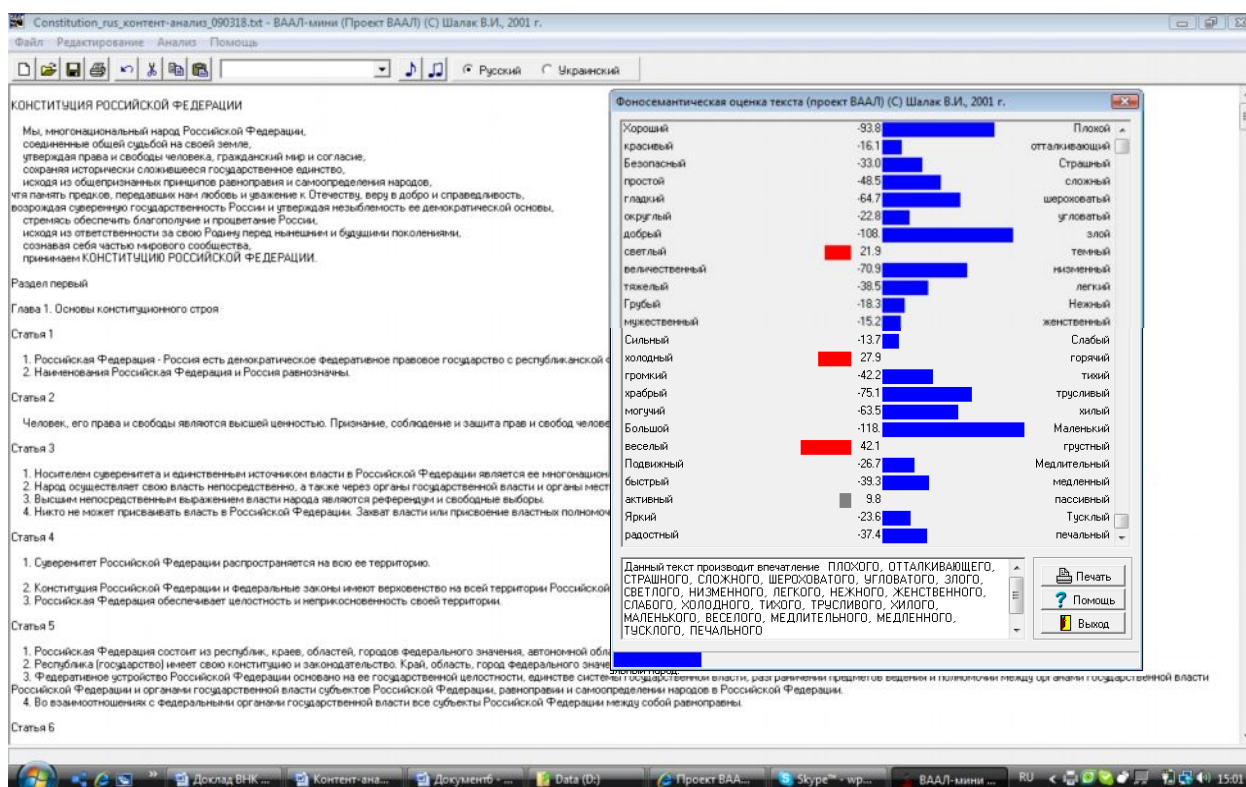 Constitution_rus_контент-анализ_090318.txt - ВААЛ-мини (Проект ВААЛ) (C) Шалак В.И., 2001 г.
Файл Редактирование Анализ Помощь
Русский Украинский
КОНСТИТУЦИЯ РОССИЙСКОЙ ФЕДЕРАЦИИ
Мы, многонациональный народ Российской Федерации,
соединенные общей судьбой на своей земле,
утверждая права и свободы человека, гражданский мир и согласие,
сохраняя исторически сложившееся государственное единство,
исходя из общепризнанных принципов равноправия и самоопределения народов,
чтя память предков, передавших нам любовь и уважение к Отечеству, веру в добро и справедливость,
возрождая суверенную государственность России и утверждая незыблемость ее демократической основы,
стремясь обеспечить благополучие и процветание России,
исходя из ответственности за свою Родину перед нынешним и будущими поколениями,
сознавая себя частью мирового сообщества,
принимаем КОНСТИТУЦИЮ РОССИЙСКОЙ ФЕДЕРАЦИИ.
Раздел первый
Глава 1. Основы конституционного строя
Статья 1
1. Российская Федерация - Россия есть демократическое федеративное правовое государство с республиканской
2. Наименования Российская Федерация и Россия равнозначны.
Статья 2
Человек, его права и свободы являются высшей ценностью. Признание, соблюдение и защита прав и свобод челове
Статья 3
1. Носителем суверенитета и единственным источником власти в Российской Федерации является ее многонацион
2. Народ осуществляет свою власть непосредственно, а также через органы государственной власти и органы мест
3. Высшим непосредственным выражением власти народа являются референдум и свободные выборы.
4. Никто не может присваивать власть в Российской Федерации. Захват власти или присвоение властных полномоч
Статья 4
1. Суверенитет Российской Федерации распространяется на всю ее территорию.
2. Конституция Российской Федерации и федеральные законы имеют верховенство на всей территории Российской
3. Российская Федерация обеспечивает целостность и неприкосновенность своей территории.
Статья 5
1. Российская Федерация состоит из республик, краев, областей, городов федерального значения, автономной обла
2. Республика (государство) имеет свою конституцию и законодательство. Край, область, город федерального значе
альный народ.
3. Федеративное устройство Российской Федерации основано на ее государственной целостности, единстве системы государственной власти, разграничении предметов ведения и полномочий между органами государственной власти
Российской Федерации и органами государственной власти субъектов Российской Федерации, равноправии и самоопределении народов в Российской Федерации.
4. Во взаимоотношениях с федеральными органами государственной власти все субъекты Российской Федерации между собой равноправны.
Статья 6
Фоносемантическая оценка текста (проект ВААЛ) (C) Шалак В.И., 2001 г.
Хороший -93.8 Плохой
красивый -16.1 отталкивающий
Безопасный -33.0 Страшный
простой -48.5 сложный
гладкий -64.7 шероховатый
округлый -22.8 угловатый
добрый -108. злой
светлый 21.9 темный
величественный -70.9 низменный
тяжелый -38.5 легкий
Грубый -18.3 Нежный
мужественный -15.2 женственный
Сильный -13.7 Слабый
холодный 27.9 горячий
громкий -42.2 тихий
храбрый -75.1 трусливый
могучий -63.5 хилый
Большой -118. Маленький
веселый 42.1 грустный
Подвижный -26.7 Медлительный
быстрый -39.3 медленный
активный 9.8 пассивный
Яркий -23.6 Тусклый
радостный -37.4 печальный
Данный текст производит впечатление ПЛОХОГО, ОТТАЛКИВАЮЩЕГО,
СТРАШНОГО, СЛОЖНОГО, ШЕРОХОВАТОГО, УГЛОВАТОГО, ЗЛОГО,
СВЕТЛОГО, НИЗМЕННОГО, ЛЕГКОГО, НЕЖНОГО, ЖЕНСТВЕННОГО,
СЛАБОГО, ХОЛОДНОГО, ТИХОГО, ТРУСЛИВОГО, ХИЛОГО,
МАЛЕНЬКОГО, ВЕСЕЛОГО, МЕДЛИТЕЛЬНОГО, МЕДЛЕННОГО,
ТУСКЛОГО, ПЕЧАЛЬНОГО
Печать
Помощь
Выход
Доклад ВНК ... Контент-ана... Документ6 - ... Data (D:) Проект ВАА... Skype™ - wp... ВААЛ-мини ... RU 15:01